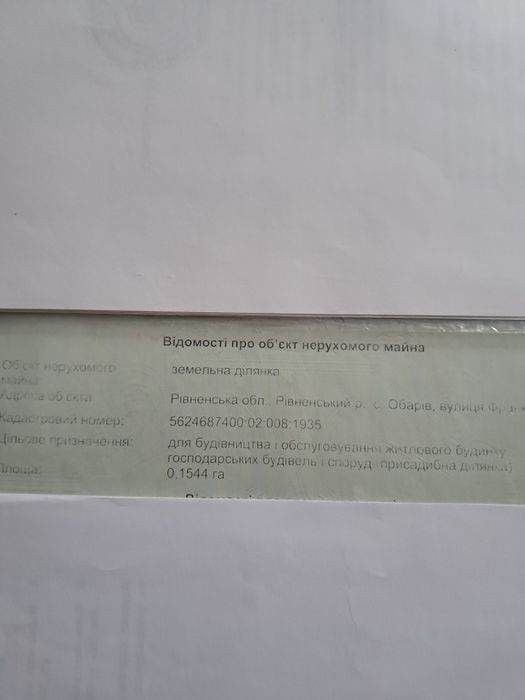 Відомості про об'єкт нерухомого майна
Об'єкт нерухомого
майна
земельна ділянка
Адреса об'єкта
Рівненська обл., Рівненський р., с. Обарів, вулиця
Кадастровий номер:
5624687400:02:008:1935
Цільове призначення:
для будівництва і обслуговування житлового будинку
господарських будівель і споруд (присадибна ділянка)
Площа:
0,1544 га